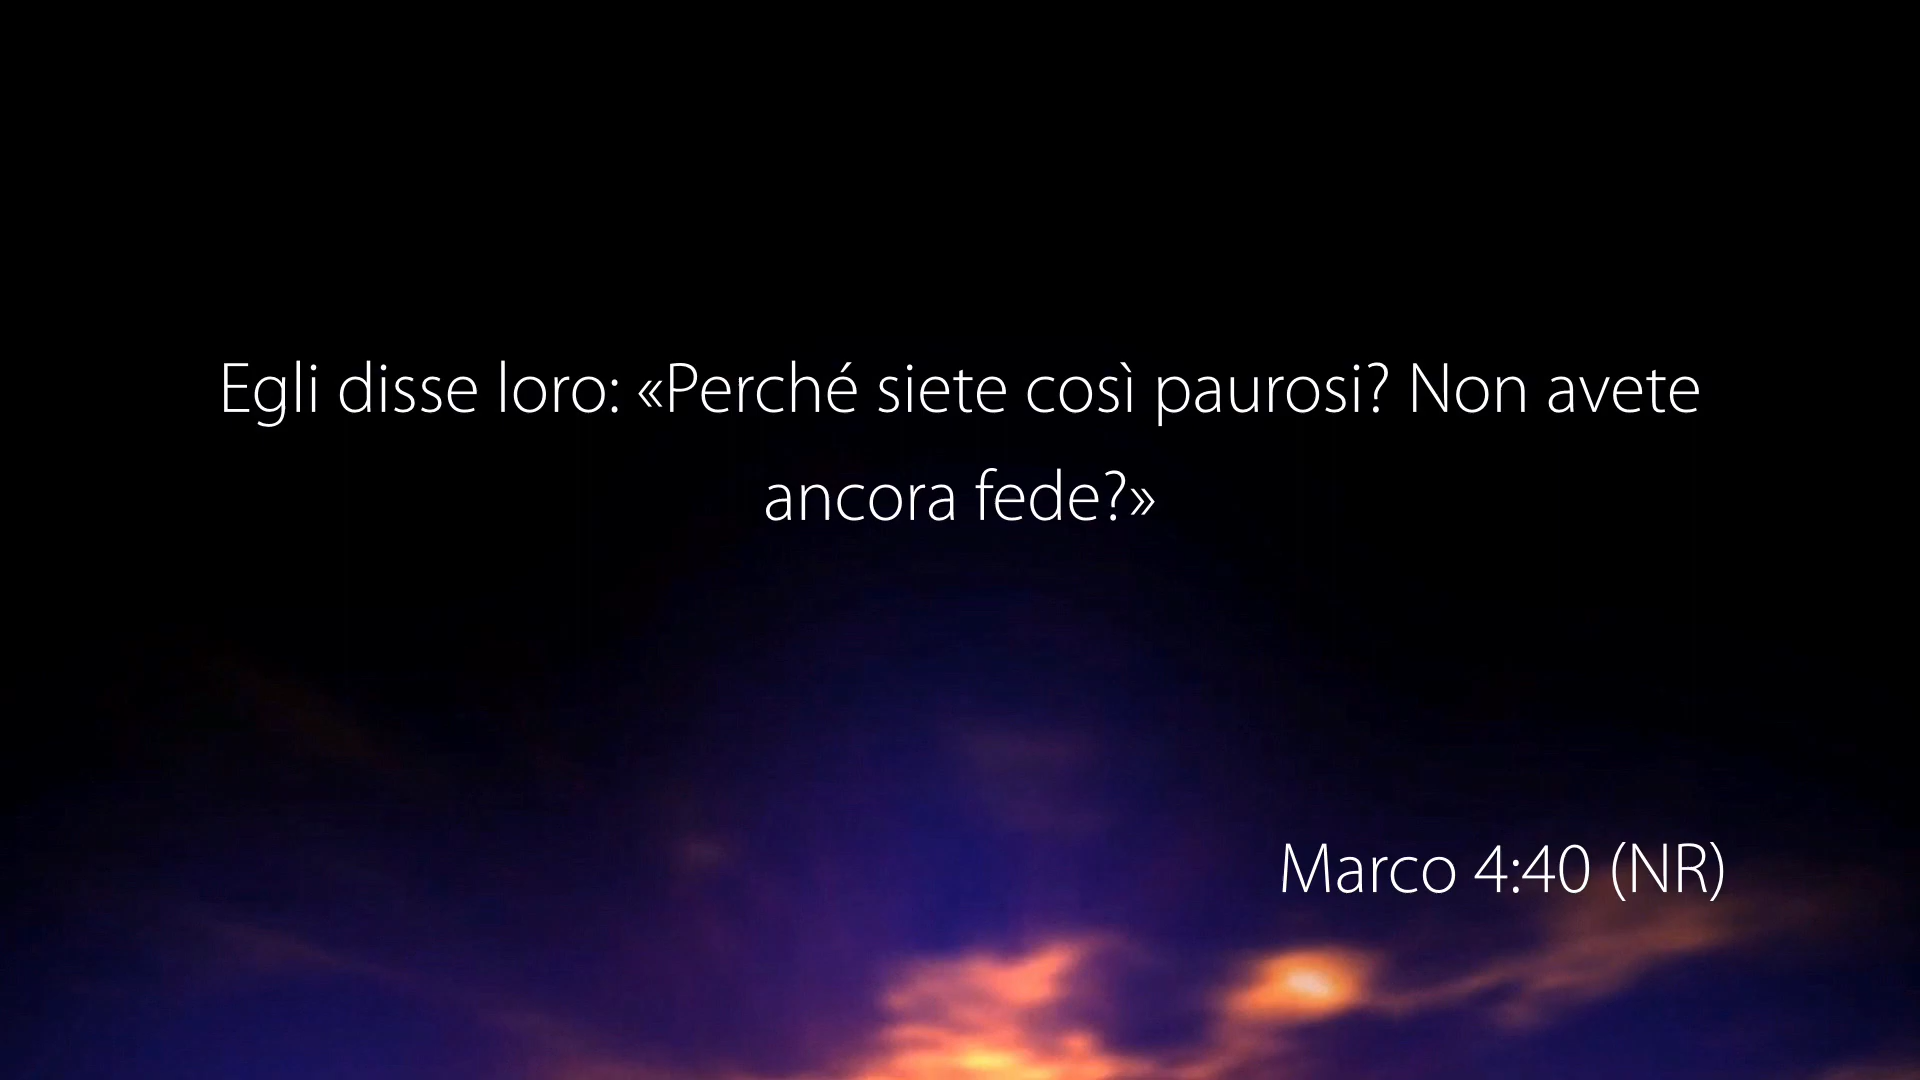 Egli disse loro: «Perché siete così paurosi? Non avete
ancora fede?»
Marco 4:40 (NR)